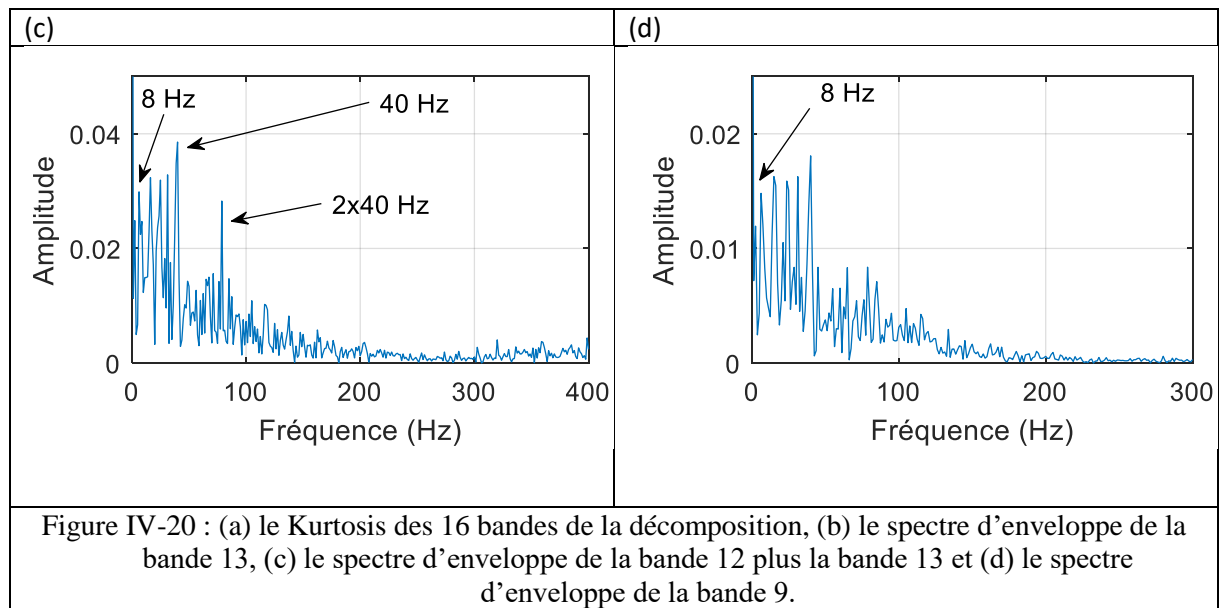 (c)
8 Hz
40 Hz
2x40 Hz
0.04
0.02
0
Amplitude
0 100 200 300 400
Fréquence (Hz)
(d)
8 Hz
0.02
0.01
0
Amplitude
0 100 200 300
Fréquence (Hz)
Figure IV-20 : (a) le Kurtosis des 16 bandes de la décomposition, (b) le spectre d’enveloppe de la
bande 13, (c) le spectre d’enveloppe de la bande 12 plus la bande 13 et (d) le spectre
d’enveloppe de la bande 9.